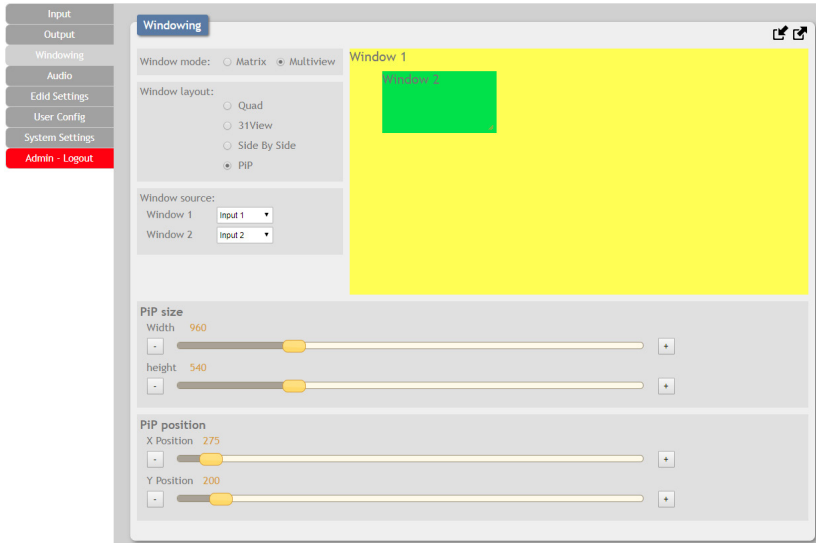 Input
Output
Windowing
Audio
Edid Settings
User Config
System Settings
Admin - Logout
Windowing
Window mode: Matrix Multiview
Window layout:
Quad
31View
Side By Side
PiP
Window source:
Window 1 Input 1
Window 2 Input 2
Window 1
Window 2
PiP size
Width 960
- +
height 540
- +
PiP position
X Position 275
- +
Y Position 200
- +